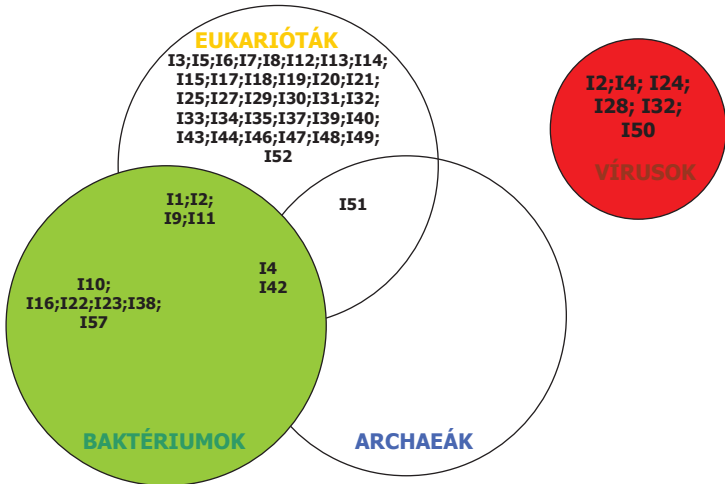 EUKARIÓTÁK
I3;I5;I6;I7;I8;I12;I13;I14;
I15;I17;I18;I19;I20;I21;
I25;I27;I29;I30;I31;I32;
I33;I34;I35;I37;I39;I40;
I43;I44;I46;I47;I48;I49;
I52
I2;I4; I24;
I28; I32;
I50
VÍRUSOK
I1;I2;
I9;I11
I51
I4
I42
I10;
I16;I22;I23;I38;
I57
BAKTÉRIUMOK
ARCHAEÁK